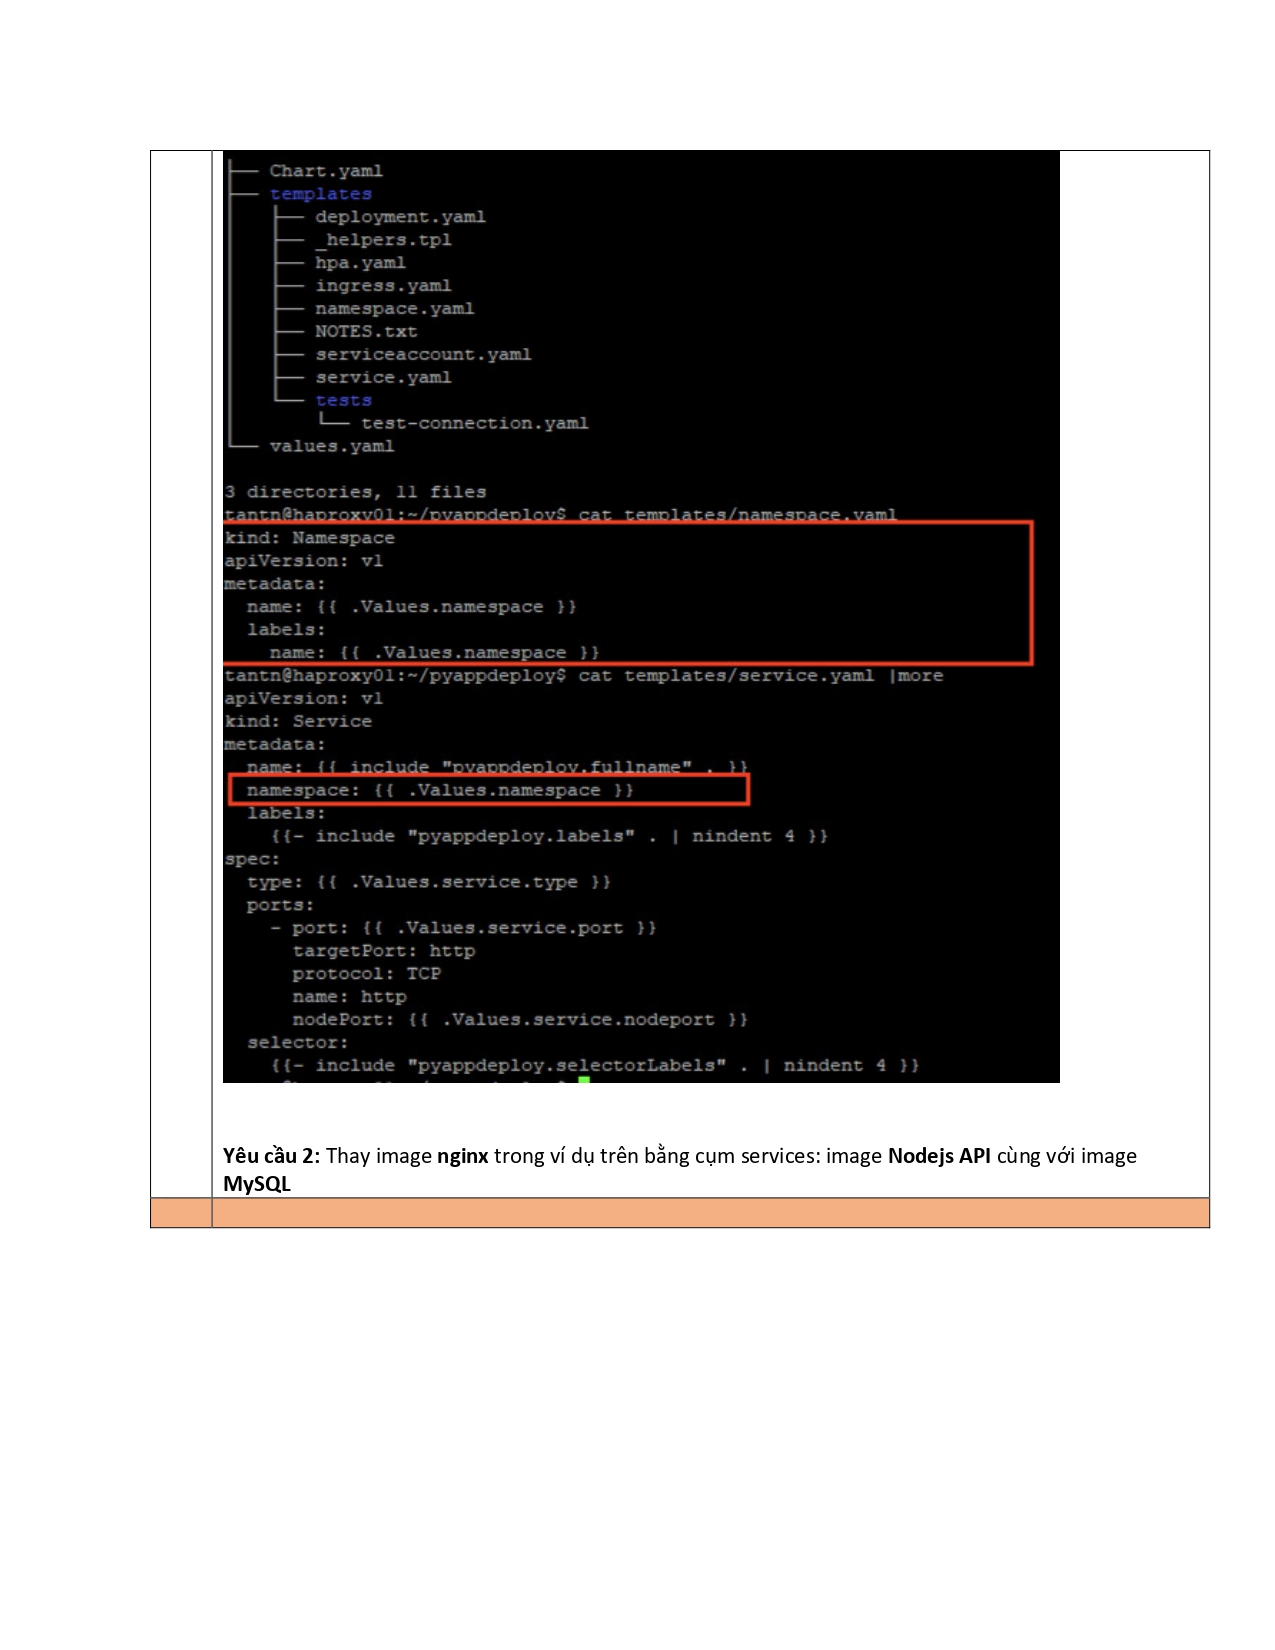 ├── Chart.yaml
├── templates
│   ├── deployment.yaml
│   ├── _helpers.tpl
│   ├── hpa.yaml
│   ├── ingress.yaml
│   ├── namespace.yaml
│   ├── NOTES.txt
│   ├── serviceaccount.yaml
│   ├── service.yaml
│   └── tests
│       └── test-connection.yaml
└── values.yaml
3 directories, 11 files
tantn@haproxy01:~/pyappdeploy$ cat templates/namespace.yaml
kind: Namespace
apiVersion: v1
metadata:
  name: {{ .Values.namespace }}
  labels:
    name: {{ .Values.namespace }}
tantn@haproxy01:~/pyappdeploy$ cat templates/service.yaml |more
apiVersion: v1
kind: Service
metadata:
  name: {{ include "pyappdeploy.fullname" . }}
  namespace: {{ .Values.namespace }}
  labels:
    {{- include "pyappdeploy.labels" . | nindent 4 }}
spec:
  type: {{ .Values.service.type }}
  ports:
    - port: {{ .Values.service.port }}
      targetPort: http
      protocol: TCP
      name: http
      nodePort: {{ .Values.service.nodeport }}
  selector:
    {{- include "pyappdeploy.selectorLabels" . | nindent 4 }}
Yêu cầu 2: Thay image nginx trong ví dụ trên bằng cụm services: image Nodejs API cùng với image
MySQL